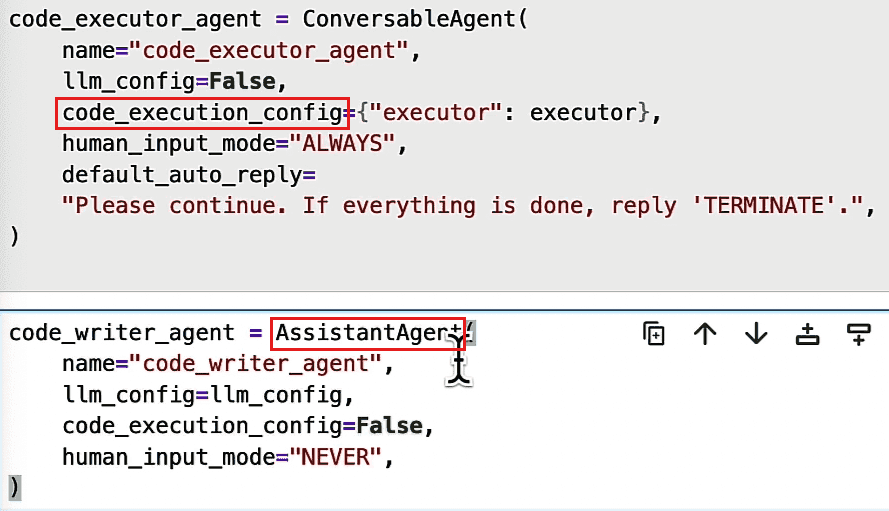 code_executor_agent = ConversableAgent(
    name="code_executor_agent",
    llm_config=False,
    code_execution_config={"executor": executor},
    human_input_mode="ALWAYS",
    default_auto_reply=
    "Please continue. If everything is done, reply 'TERMINATE'.",
)
code_writer_agent = AssistantAgent(
    name="code_writer_agent",
    llm_config=llm_config,
    code_execution_config=False,
    human_input_mode="NEVER",
)